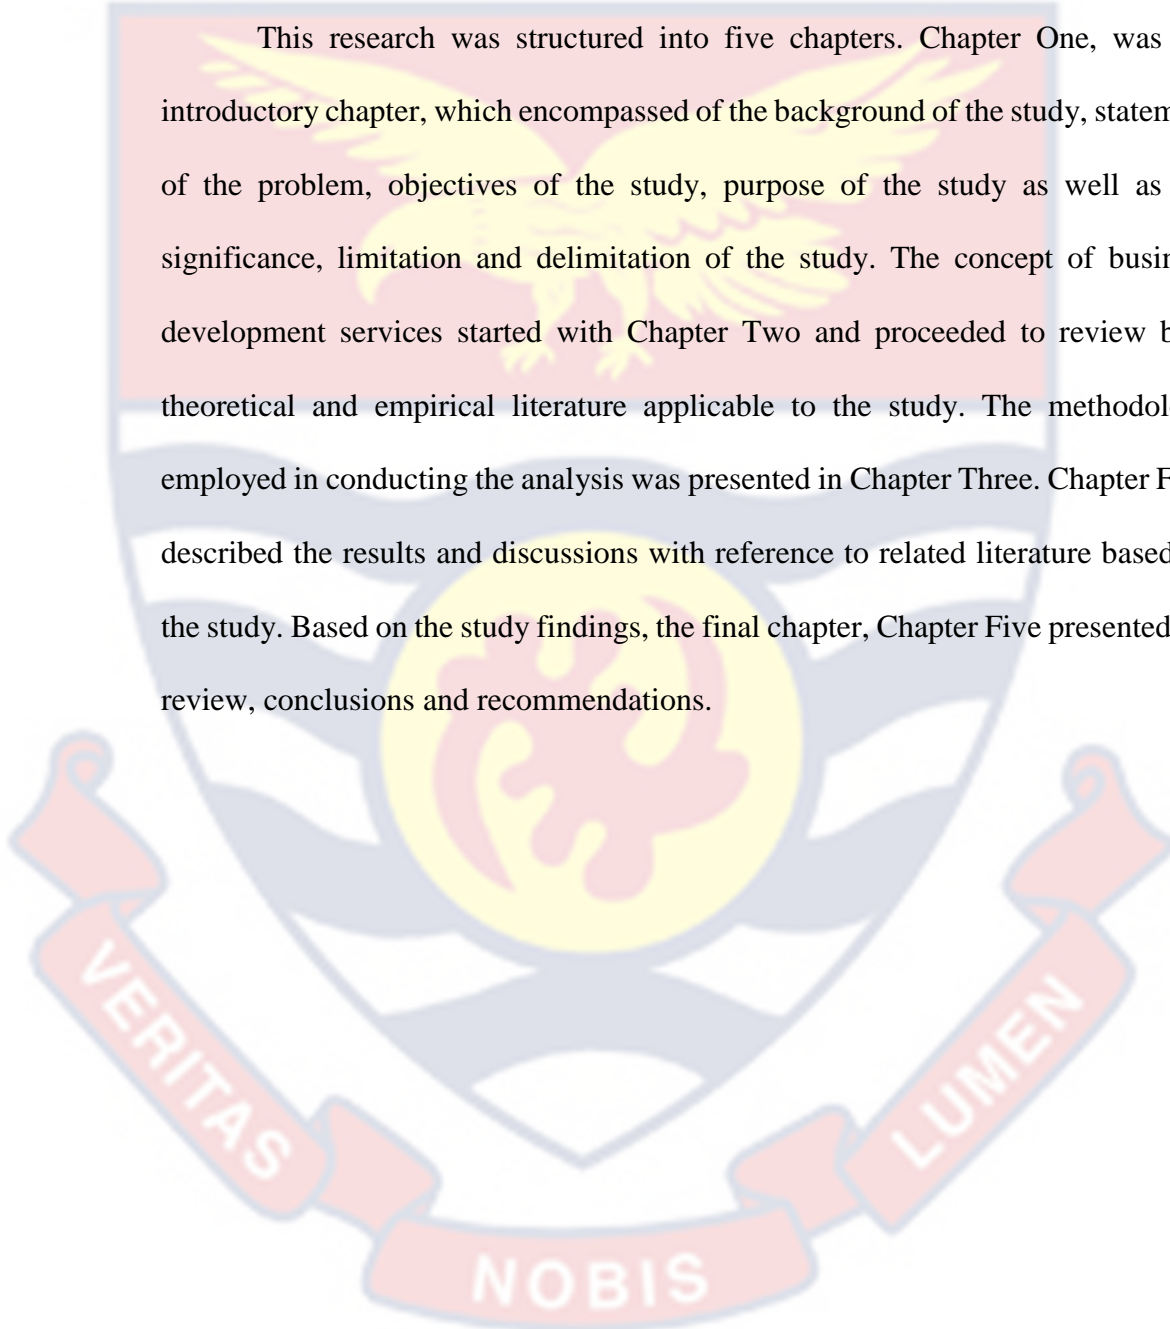 This research was structured into five chapters. Chapter One, was
introductory chapter, which encompassed of the background of the study, statem
of the problem, objectives of the study, purpose of the study as well as
significance, limitation and delimitation of the study. The concept of busin
development services started with Chapter Two and proceeded to review b
theoretical and empirical literature applicable to the study. The methodol
employed in conducting the analysis was presented in Chapter Three. Chapter F
described the results and discussions with reference to related literature based
the study. Based on the study findings, the final chapter, Chapter Five presented
review, conclusions and recommendations.
VERITAS
NOBIS
LUMEN